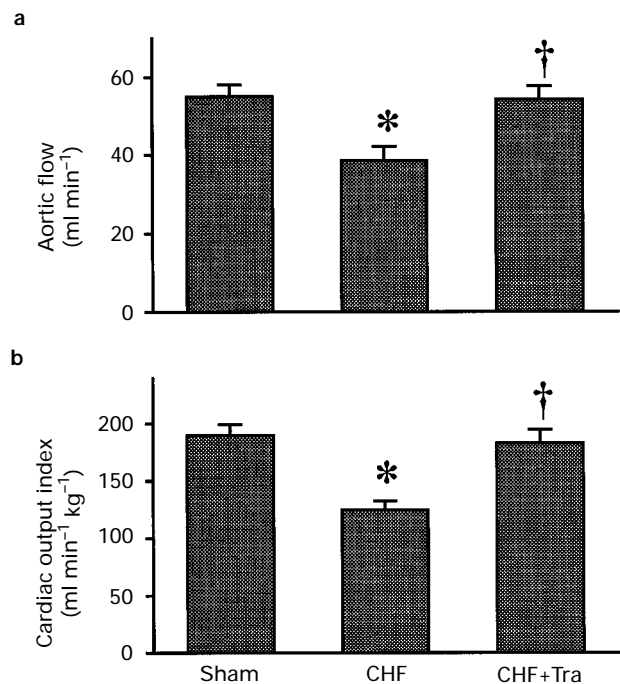 a
Aortic flow
(ml min⁻¹)
60
40
20
0
*
†
b
Cardiac output index
(ml min⁻¹ kg⁻¹)
200
150
100
50
0
*
†
Sham CHF CHF+Tra